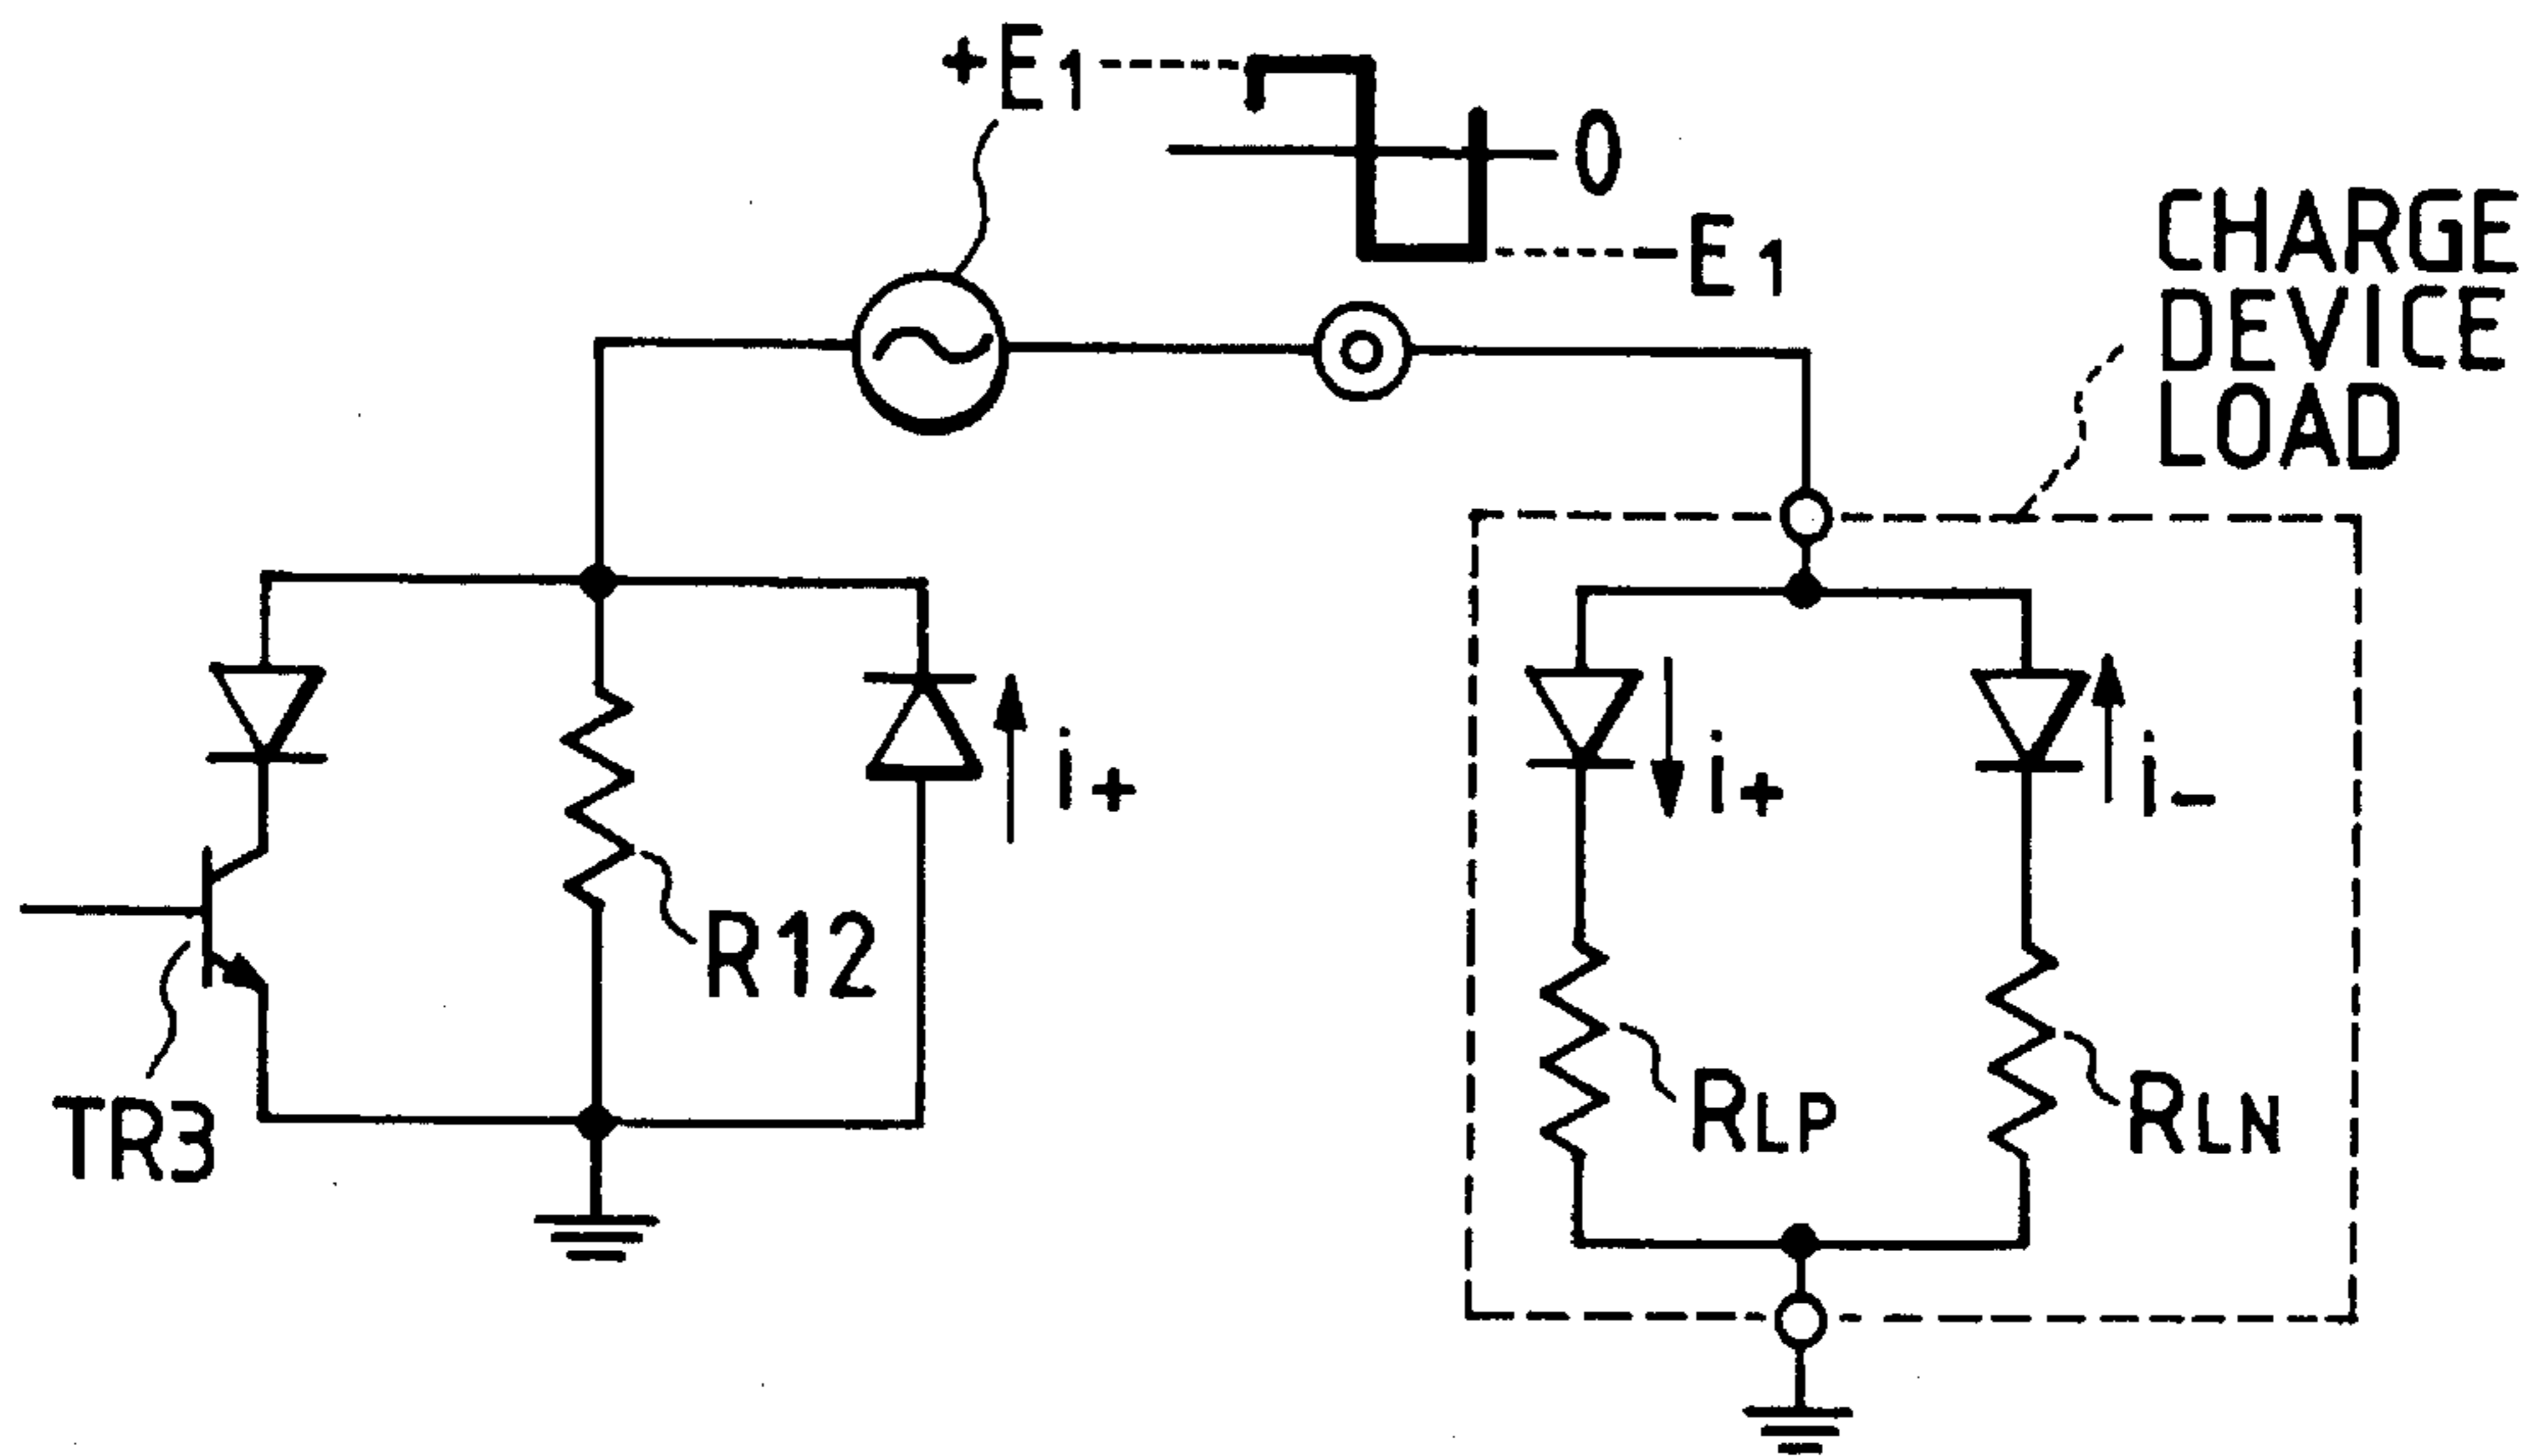 +E1
0
-E1
CHARGE
DEVICE
LOAD
i+
i+
i-
R12
TR3
RLP
RLN